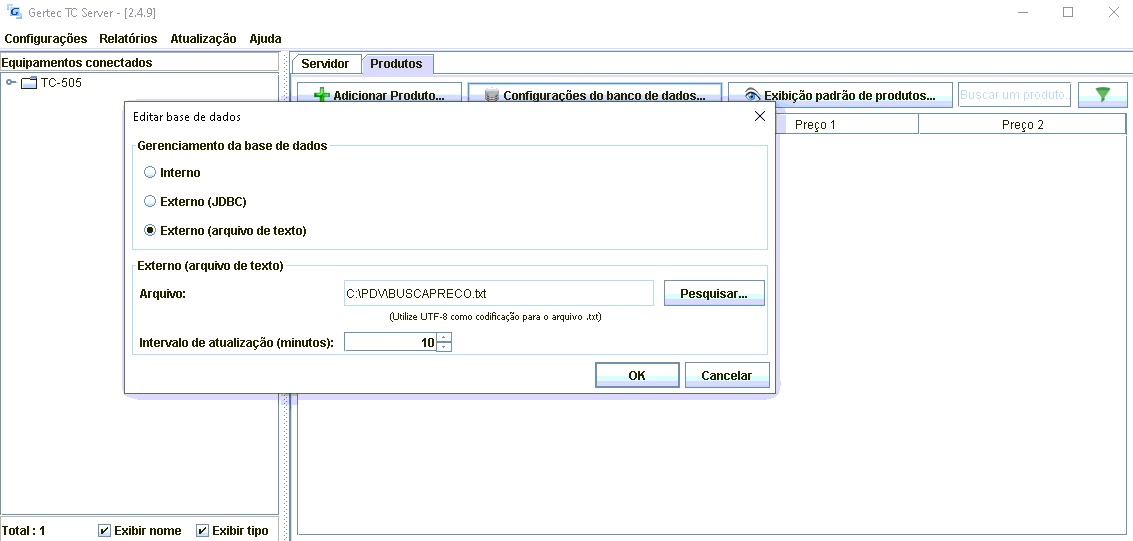 Gertec TC Server - [2.4.9]
Configurações Relatórios Atualização Ajuda
Equipamentos conectados
TC-505
Servidor Produtos
Adicionar Produto... Configurações do banco de dados... Exibição padrão de produtos... Buscar um produto.
Preço 1 Preço 2
Editar base de dados
Gerenciamento da base de dados
Interno
Externo (JDBC)
Externo (arquivo de texto)
Externo (arquivo de texto)
Arquivo: C:\PDV\BUSCAPRECO.txt Pesquisar...
(Utilize UTF-8 como codificação para o arquivo .txt)
Intervalo de atualização (minutos): 10
OK Cancelar
Total : 1 Exibir nome Exibir tipo